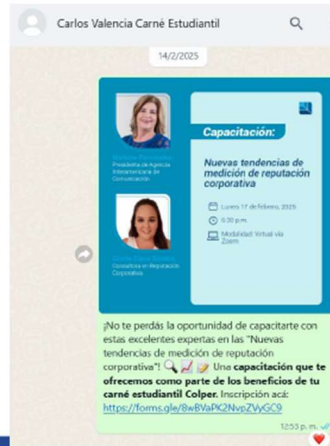 Carlos Valencia Carné Estudiantil
14/2/2025
Capacitación:
Presidenta de Agencia
Interamericana de
Comunicación
Nuevas tendencias de
medición de reputación
corporativa
Lunes 17 de febrero, 2025
6:30 p.m.
Modalidad: Virtual vía
Zoom
Consultora en Reputación
Corporativa
¡No te perdás la oportunidad de capacitarte con
estas excelentes expertas en las "Nuevas
tendencias de medición de reputación
corporativa"! 🔍 📈 📝 Una capacitación que te
ofrecemos como parte de los beneficios de tu
carné estudiantil Colper. Inscripción acá:
https://forms.gle/8wBVaPK2NvpZVyGC9
12:53 p. m.